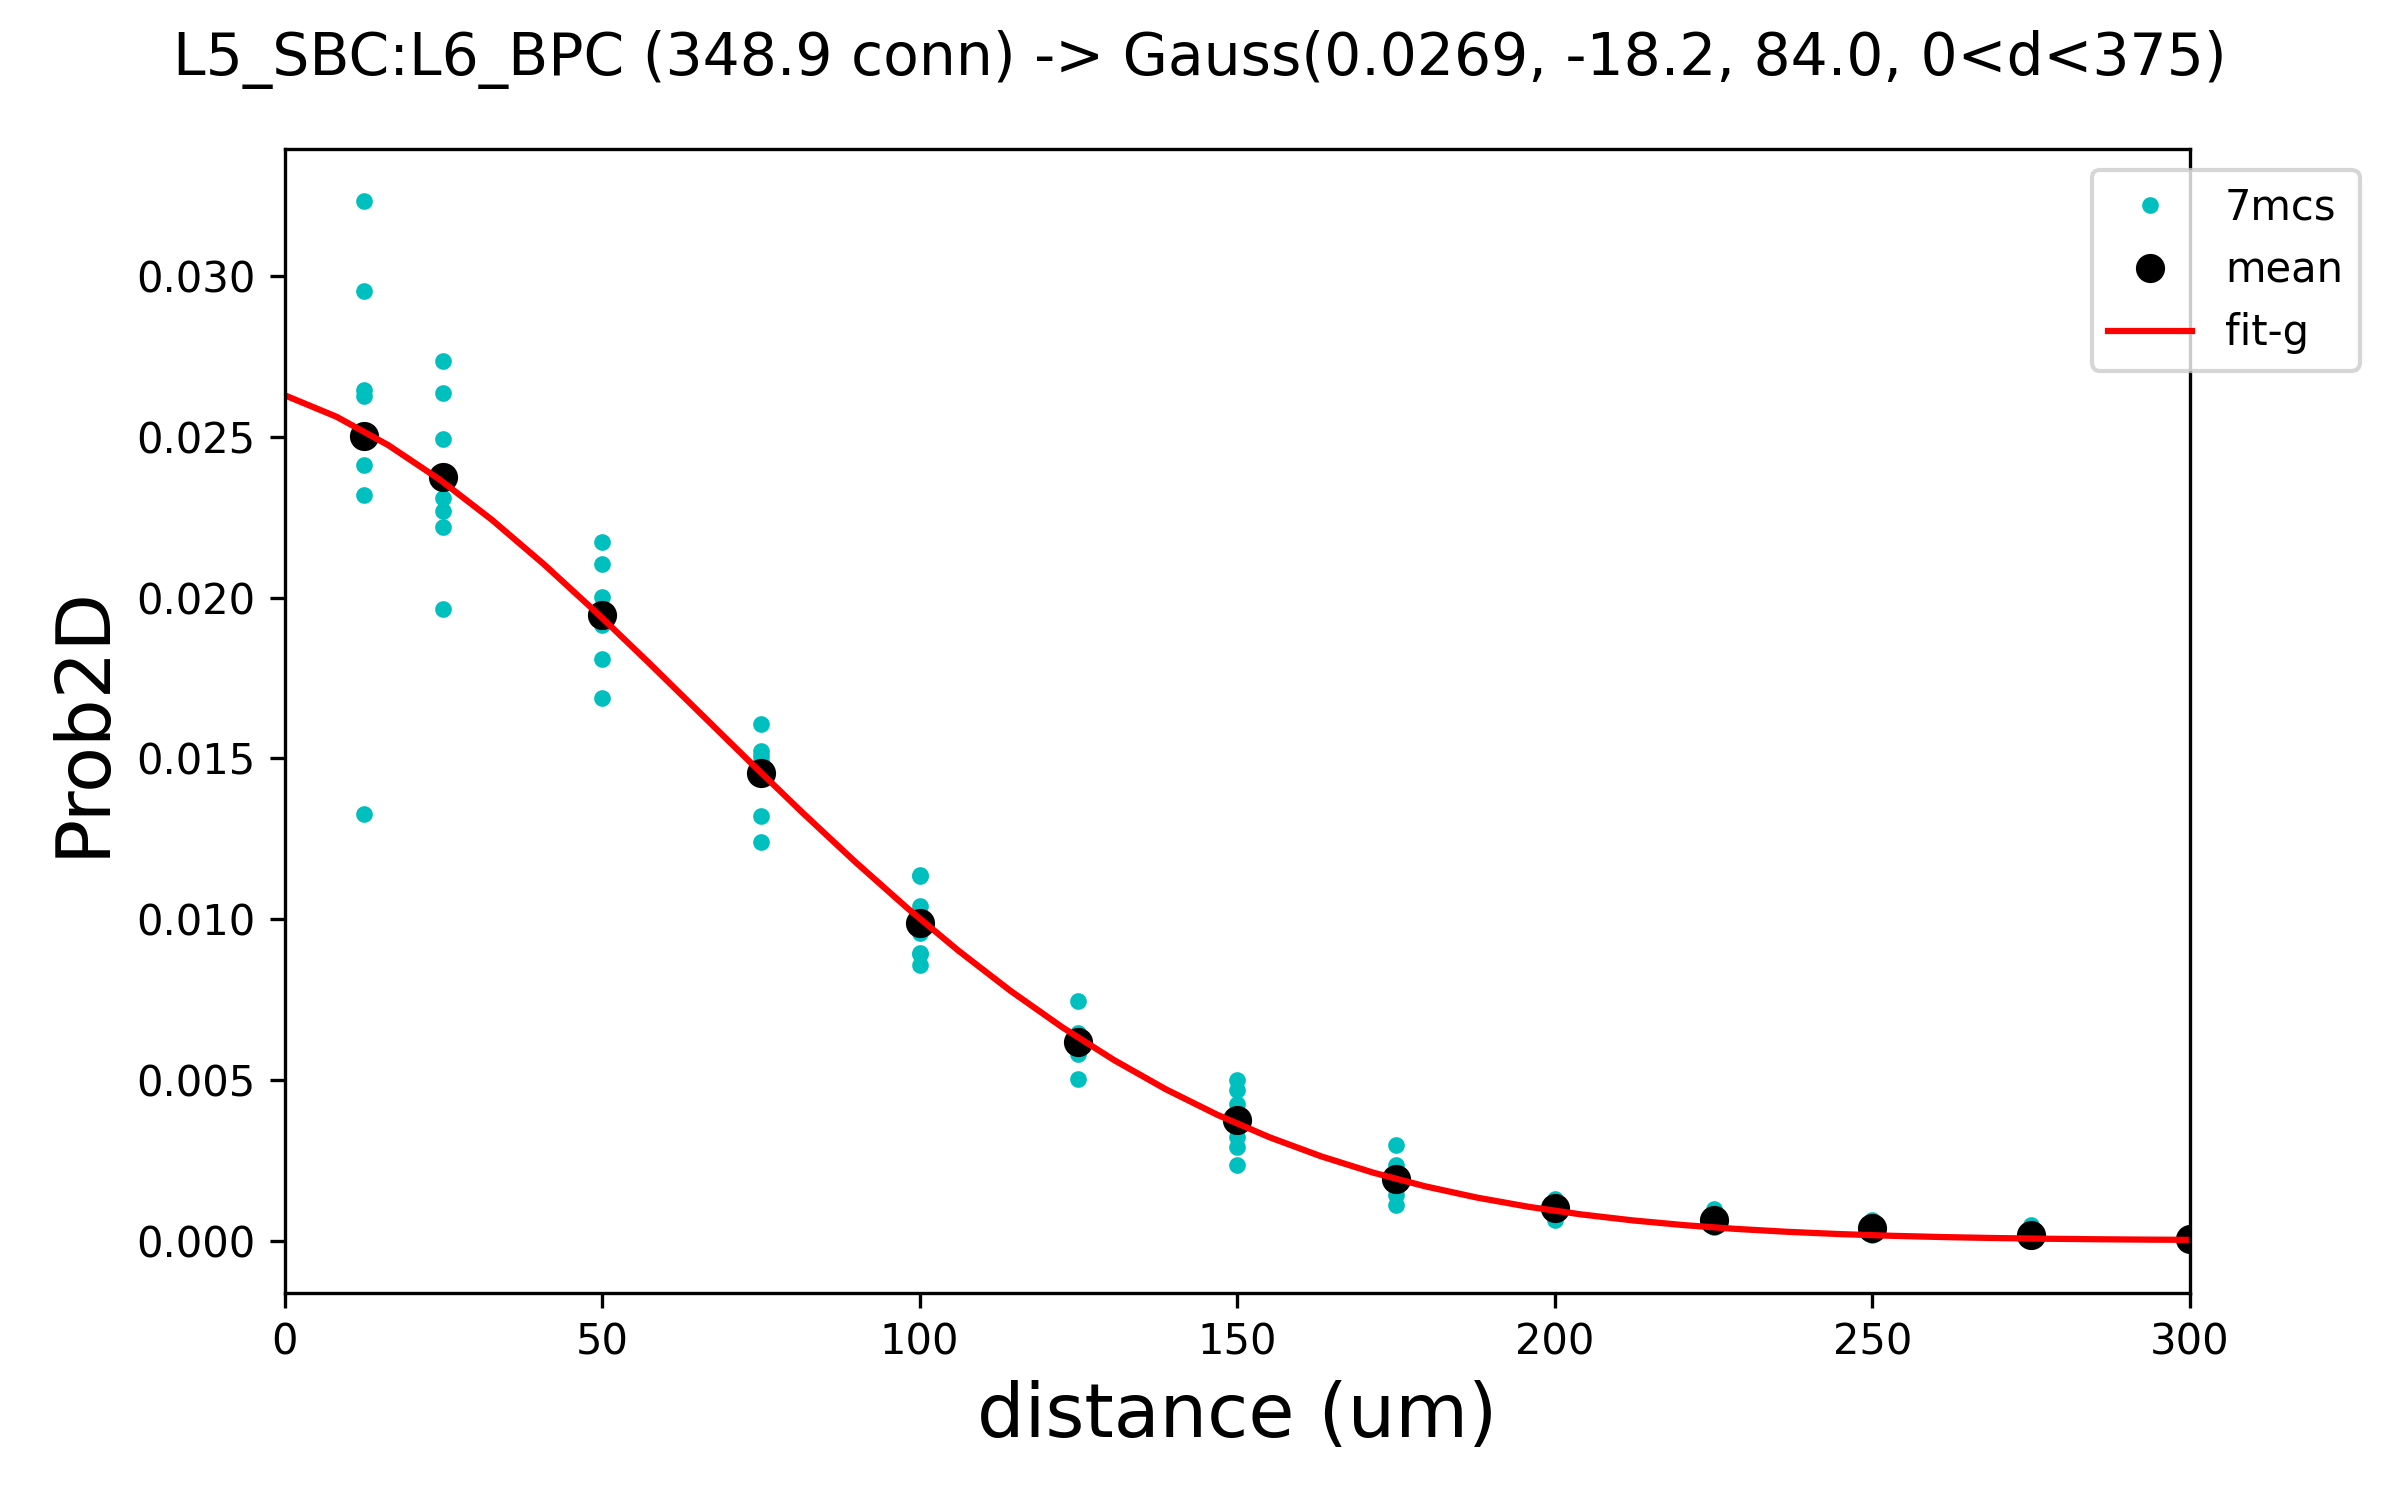 L5_SBC:L6_BPC (348.9 conn) -> Gauss(0.0269, -18.2, 84.0, 0<d<375)
7mcs
mean
fit-g
0.030
0.025
0.020
0.015
0.010
0.005
0.000
Prob2D
0 50 100 150 200 250 300
distance (um)